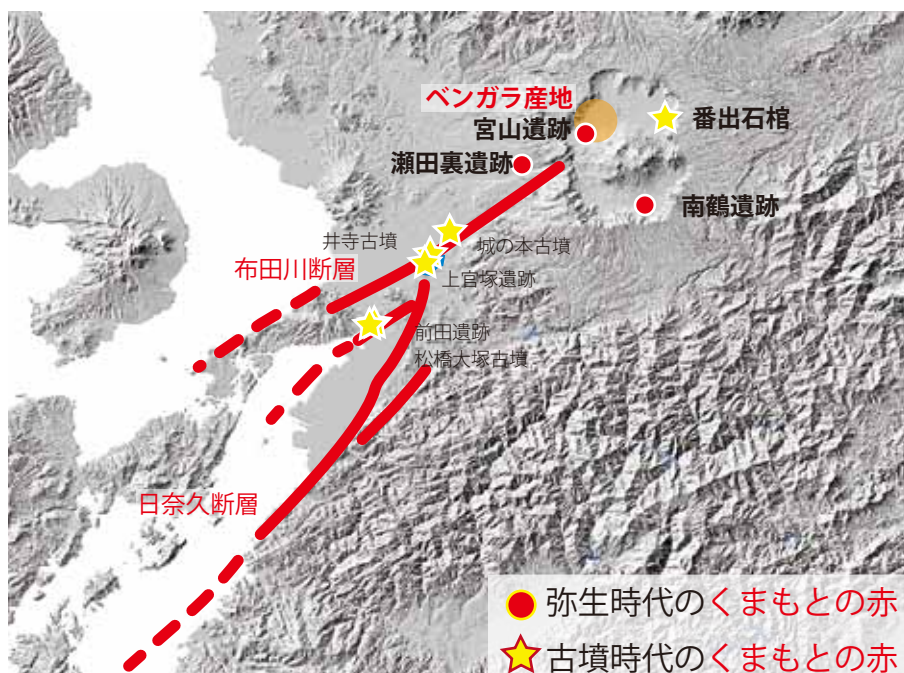 ベンガラ産地
宮山遺跡
番出石棺
瀬田裏遺跡
南鶴遺跡
井寺古墳
城の本古墳
布田川断層
上官塚遺跡
前田遺跡
松橋大塚古墳
日奈久断層
弥生時代のくまもとの赤
古墳時代のくまもとの赤